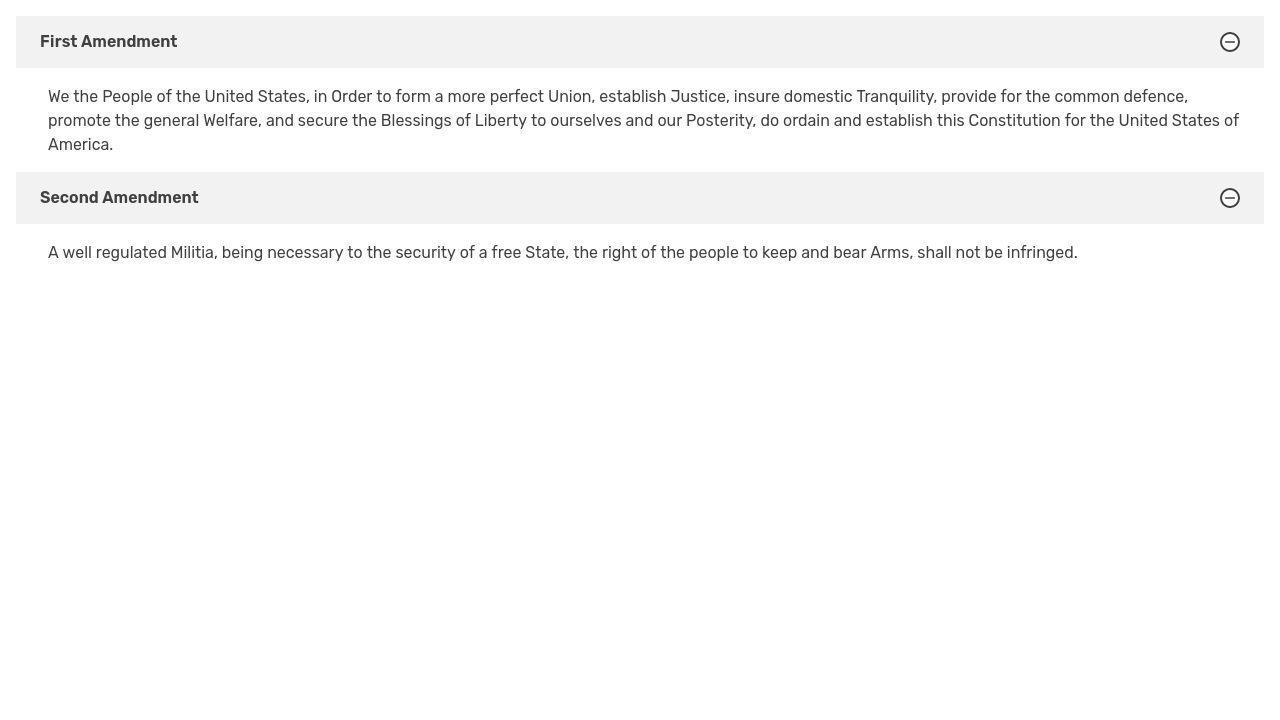 First Amendment
We the People of the United States, in Order to form a more perfect Union, establish Justice, insure domestic Tranquility, provide for the common defence,
promote the general Welfare, and secure the Blessings of Liberty to ourselves and our Posterity, do ordain and establish this Constitution for the United States of
America.
Second Amendment
A well regulated Militia, being necessary to the security of a free State, the right of the people to keep and bear Arms, shall not be infringed.